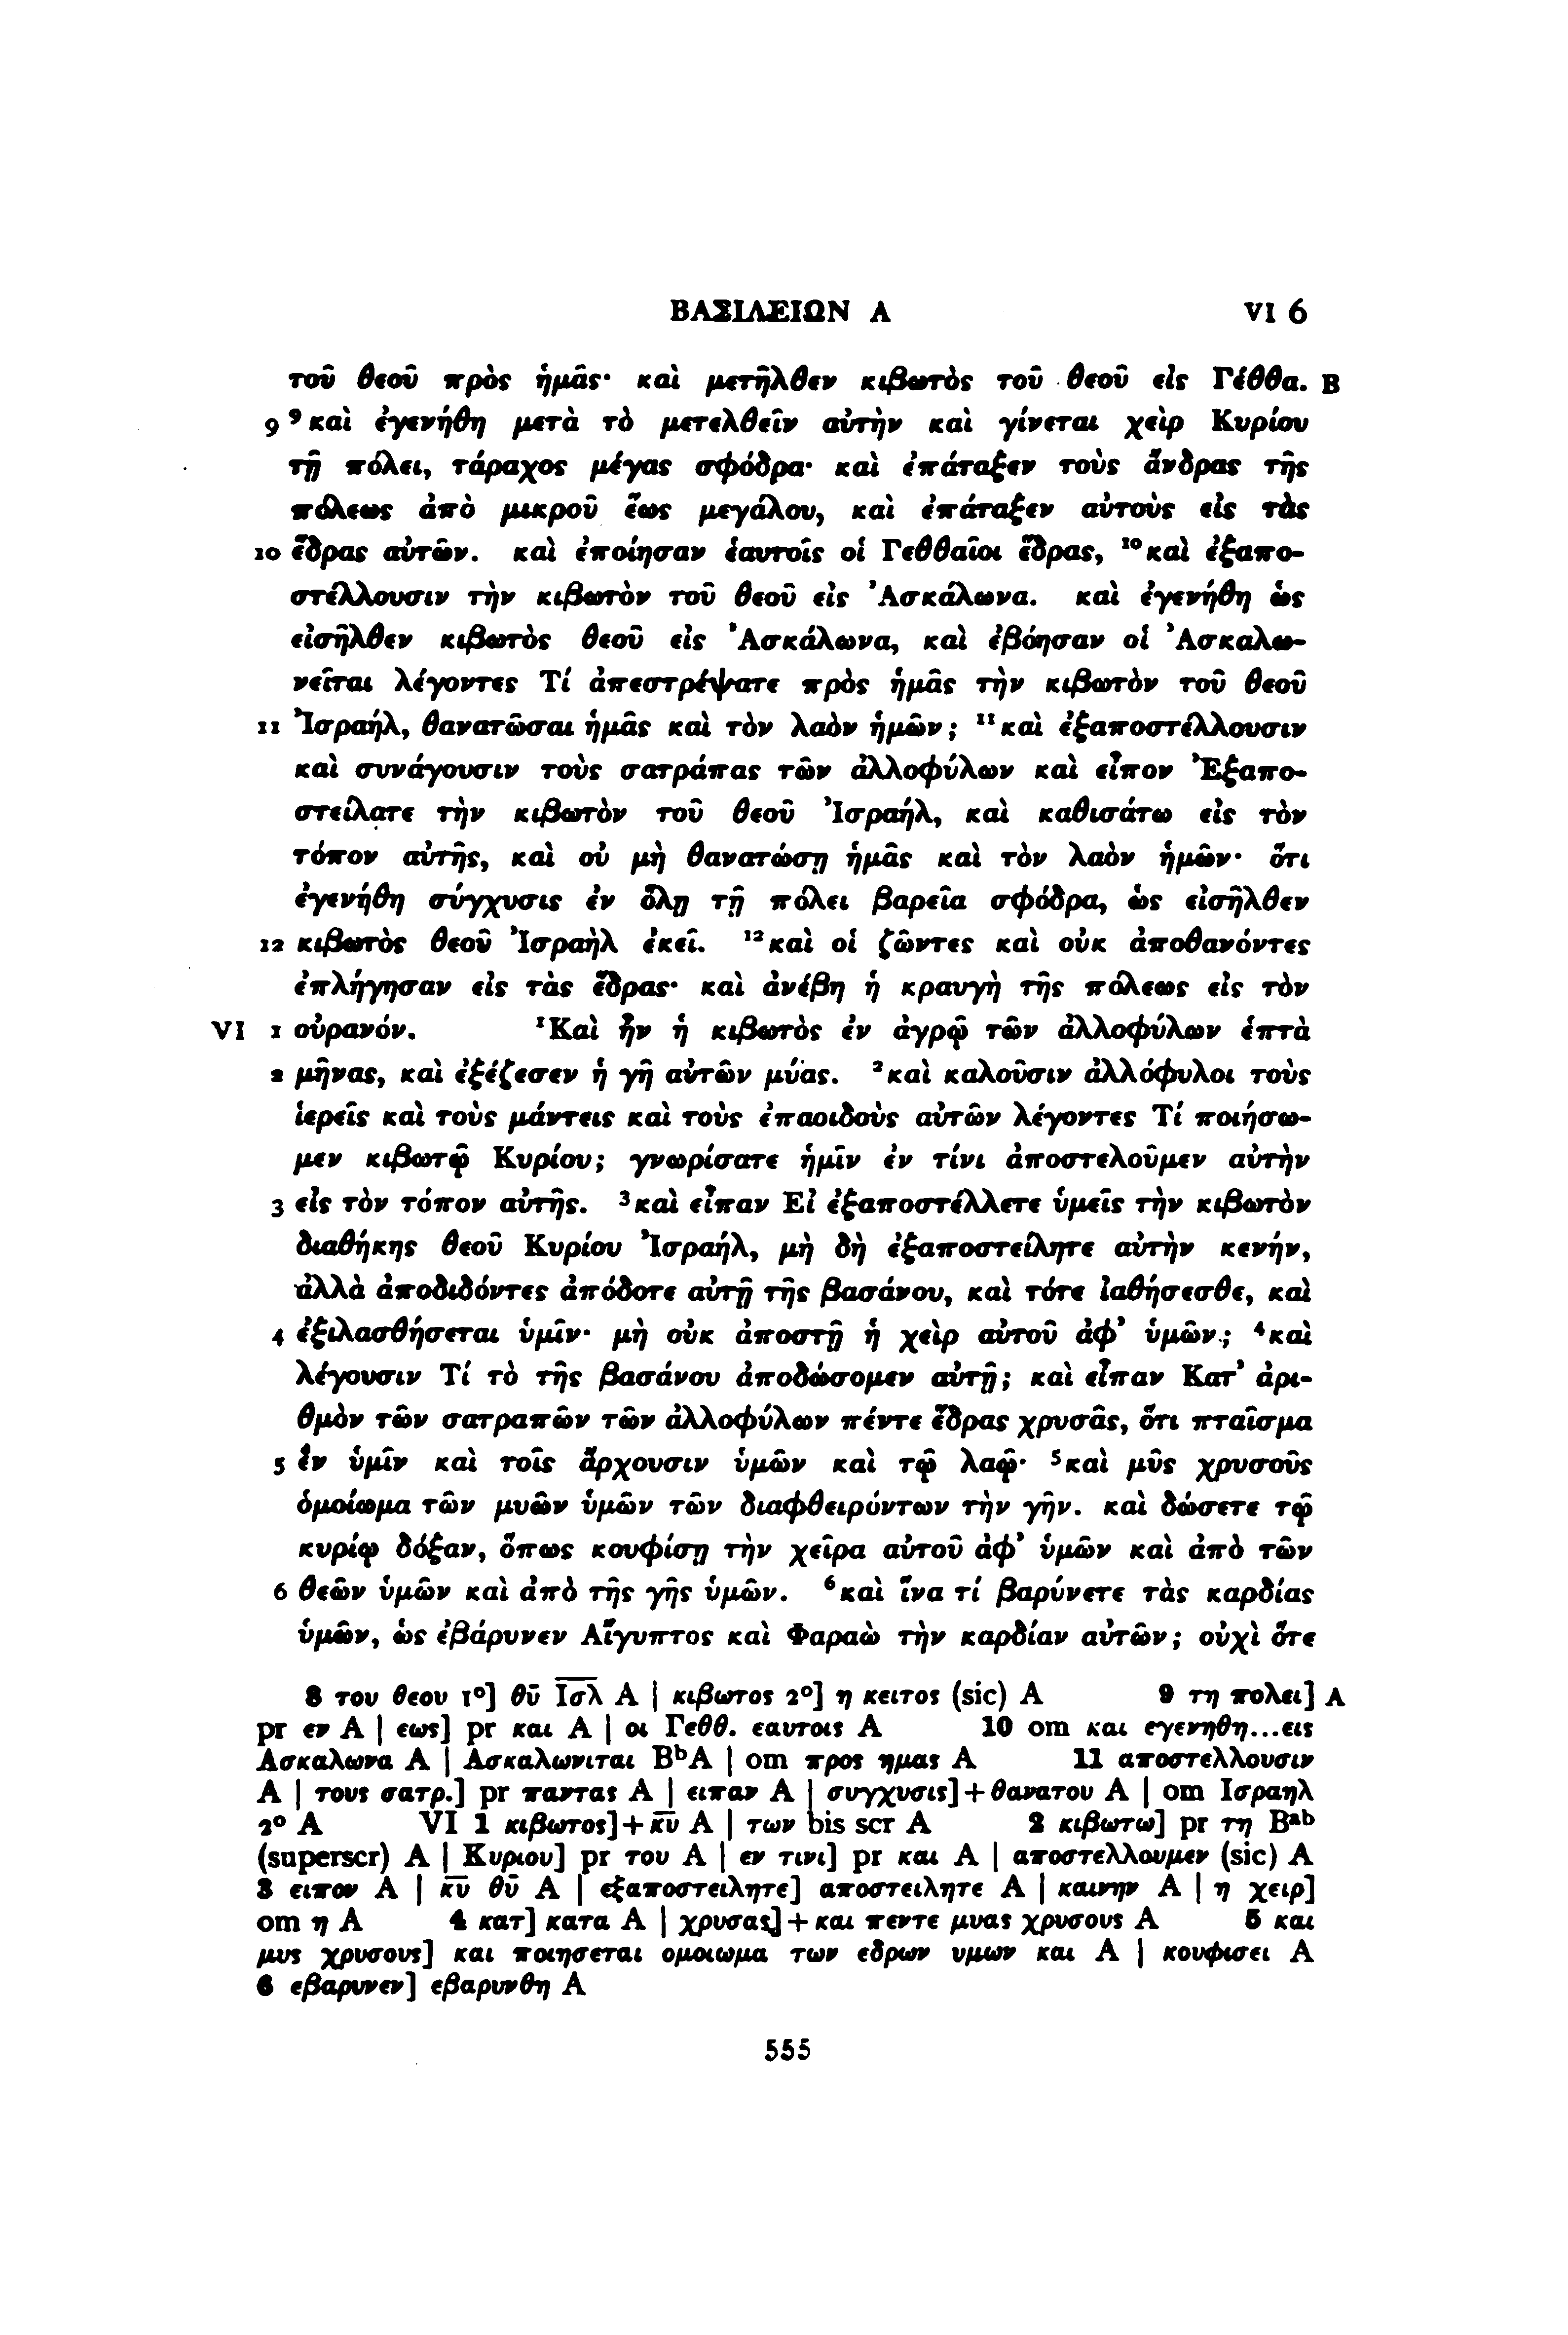 ΒΑΣΙΛΕΙΩΝ Α VI 6
τοῦ θεοῦ πρὸς ἡμᾶς· καὶ μετῆλθεν κιβωτὸς τοῦ θεοῦ εἰς Γέθθα. B
9 ⁹καὶ ἐγενήθη μετὰ τὸ μετελθεῖν αὐτὴν καὶ γίνεται χεὶρ Κυρίου
τῇ πόλει, τάραχος μέγας σφόδρα· καὶ ἐπάταξεν τοὺς ἄνδρας τῆς
πόλεως ἀπὸ μικροῦ ἕως μεγάλου, καὶ ἐπάταξεν αὐτοὺς εἰς τὰς
10 ἕδρας αὐτῶν. καὶ ἐποίησαν ἑαυτοῖς οἱ Γεθθαῖοι ἕδρας, ¹⁰καὶ ἐξαπο-
στέλλουσιν τὴν κιβωτὸν τοῦ θεοῦ εἰς Ἀσκάλωνα. καὶ ἐγενήθη ὡς
εἰσῆλθεν κιβωτὸς θεοῦ εἰς Ἀσκάλωνα, καὶ ἐβόησαν οἱ Ἀσκαλω-
νεῖται λέγοντες Τί ἀπεστρέψατε πρὸς ἡμᾶς τὴν κιβωτὸν τοῦ θεοῦ
11 Ἰσραήλ, θανατῶσαι ἡμᾶς καὶ τὸν λαὸν ἡμῶν; ¹¹καὶ ἐξαποστέλλουσιν
καὶ συνάγουσιν τοὺς σατράπας τῶν ἀλλοφύλων καὶ εἶπον Ἐξαπο-
στείλατε τὴν κιβωτὸν τοῦ θεοῦ Ἰσραήλ, καὶ καθισάτω εἰς τὸν
τόπον αὐτῆς, καὶ οὐ μὴ θανατώσῃ ἡμᾶς καὶ τὸν λαὸν ἡμῶν· ὅτι
ἐγενήθη σύγχυσις ἐν ὅλῃ τῇ πόλει βαρεῖα σφόδρα, ὡς εἰσῆλθεν
12 κιβωτὸς θεοῦ Ἰσραὴλ ἐκεῖ. ¹²καὶ οἱ ζῶντες καὶ οὐκ ἀποθανόντες
ἐπλήγησαν εἰς τὰς ἕδρας· καὶ ἀνέβη ἡ κραυγὴ τῆς πόλεως εἰς τὸν
VI 1 οὐρανόν. ¹Καὶ ἦν ἡ κιβωτὸς ἐν ἀγρῷ τῶν ἀλλοφύλων ἑπτὰ
2 μῆνας, καὶ ἐξέζεσεν ἡ γῆ αὐτῶν μύας. ²καὶ καλοῦσιν ἀλλόφυλοι τοὺς
ἱερεῖς καὶ τοὺς μάντεις καὶ τοὺς ἐπαοιδοὺς αὐτῶν λέγοντες Τί ποιήσω-
μεν κιβωτῷ Κυρίου; γνωρίσατε ἡμῖν ἐν τίνι ἀποστελοῦμεν αὐτὴν
3 εἰς τὸν τόπον αὐτῆς. ³καὶ εἶπαν Εἰ ἐξαποστέλλετε ὑμεῖς τὴν κιβωτὸν
διαθήκης θεοῦ Κυρίου Ἰσραήλ, μὴ δὴ ἐξαποστείλητε αὐτὴν κενήν,
ἀλλὰ ἀποδιδόντες ἀπόδοτε αὐτῇ τῆς βασάνου, καὶ τότε ἰαθήσεσθε, καὶ
4 ἐξιλασθήσεται ὑμῖν· μὴ οὐκ ἀποστῇ ἡ χεὶρ αὐτοῦ ἀφ᾽ ὑμῶν; ⁴καὶ
λέγουσιν Τί τὸ τῆς βασάνου ἀποδώσομεν αὐτῇ; καὶ εἶπαν Κατ᾽ ἀρι-
θμὸν τῶν σατραπῶν τῶν ἀλλοφύλων πέντε ἕδρας χρυσᾶς, ὅτι πταῖσμα
5 ἓν ὑμῖν καὶ τοῖς ἄρχουσιν ὑμῶν καὶ τῷ λαῷ· ⁵καὶ μῦς χρυσοῦς
ὁμοίωμα τῶν μυῶν ὑμῶν τῶν διαφθειρόντων τὴν γῆν. καὶ δώσετε τῷ
κυρίῳ δόξαν, ὅπως κουφίσῃ τὴν χεῖρα αὐτοῦ ἀφ᾽ ὑμῶν καὶ ἀπὸ τῶν
6 θεῶν ὑμῶν καὶ ἀπὸ τῆς γῆς ὑμῶν. ⁶καὶ ἵνα τί βαρύνετε τὰς καρδίας
ὑμῶν, ὡς ἐβάρυνεν Αἴγυπτος καὶ Φαραὼ τὴν καρδίαν αὐτῶν; οὐχὶ ὅτε
8 του θεου 1°] θ̅υ̅ Ι̅σ̅λ̅ A | κιβωτος 2°] η κειτος (sic) A 9 τη πολει] A
pr εν A | εως] pr και A | οι Γεθθ. εαυτοις A 10 om και εγενηθη...εις
Ασκαλωνα A | Ασκαλωνιται BᵇA | om προς ημας A 11 αποστελλουσιν
A | τους σατρ.] pr παντας A | ειπαν A | συγχυσις]+θανατου A | om Ισραηλ
2° A VI 1 κιβωτος]+κ̅υ̅ A | των bis scr A 2 κιβωτω] pr τη Bᵃᵇ
(superscr) A | Κυριου] pr του A | εν τινι] pr και A | αποστελλουμεν (sic) A
3 ειπον A | κ̅υ̅ θ̅υ̅ A | εξαποστειλητε] αποστειλητε A | καινην A | η χειρ]
om η A 4 κατ] κατα A | χρυσας]+και πεντε μυας χρυσους A 5 και
μυς χρυσους] και ποιησεται ομοιωμα των εδρων υμων και A | κουφισει A
6 εβαρυνεν] εβαρυνθη A
555